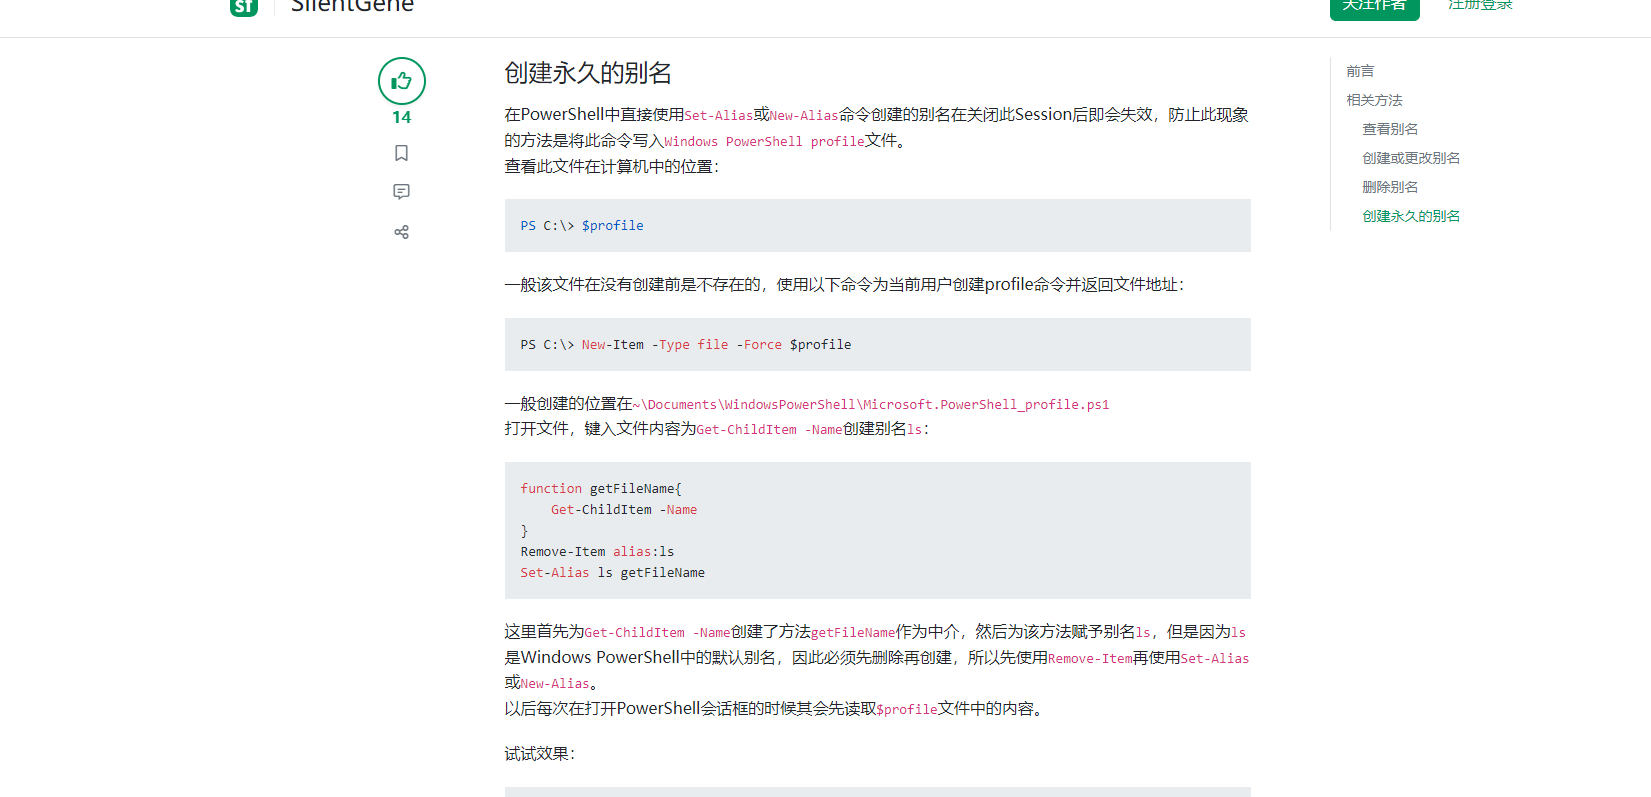 sf
SilentGene
关注作者
注册登录
14
创建永久的别名
在PowerShell中直接使用Set-Alias或New-Alias命令创建的别名在关闭此Session后即会失效，防止此现象
的方法是将此命令写入Windows PowerShell profile文件。
查看此文件在计算机中的位置：
PS C:\> $profile
一般该文件在没有创建前是不存在的，使用以下命令为当前用户创建profile命令并返回文件地址：
PS C:\> New-Item -Type file -Force $profile
一般创建的位置在~\Documents\WindowsPowerShell\Microsoft.PowerShell_profile.ps1
打开文件，键入文件内容为Get-ChildItem -Name创建别名ls：
function getFileName{
    Get-ChildItem -Name
}
Remove-Item alias:ls
Set-Alias ls getFileName
这里首先为Get-ChildItem -Name创建了方法getFileName作为中介，然后为该方法赋予别名ls，但是因为ls
是Windows PowerShell中的默认别名，因此必须先删除再创建，所以先使用Remove-Item再使用Set-Alias
或New-Alias。
以后每次在打开PowerShell会话框的时候其会先读取$profile文件中的内容。
试试效果：
前言
相关方法
查看别名
创建或更改别名
删除别名
创建永久的别名